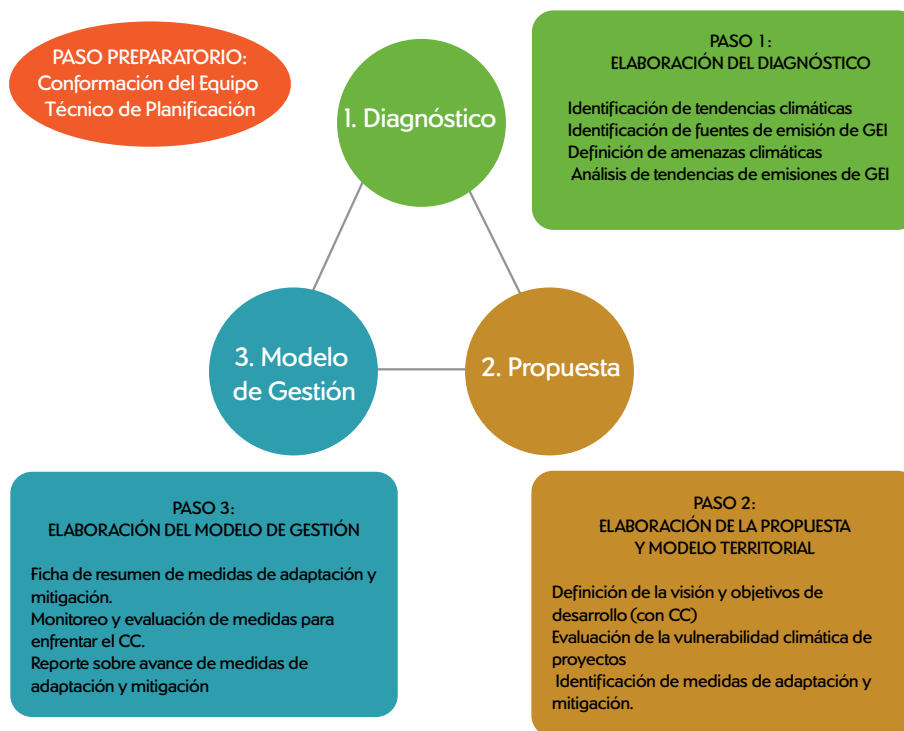 PASO PREPARATORIO:
Conformación del Equipo
Técnico de Planificación
1. Diagnóstico
PASO 1:
ELABORACIÓN DEL DIAGNÓSTICO
Identificación de tendencias climáticas
Identificación de fuentes de emisión de GEI
Definición de amenazas climáticas
Análisis de tendencias de emisiones de GEI
3. Modelo
de Gestión
2. Propuesta
PASO 3:
ELABORACIÓN DEL MODELO DE GESTIÓN
Ficha de resumen de medidas de adaptación y
mitigación.
Monitoreo y evaluación de medidas para
enfrentar el CC.
Reporte sobre avance de medidas de
adaptación y mitigación
PASO 2:
ELABORACIÓN DE LA PROPUESTA
Y MODELO TERRITORIAL
Definición de la visión y objetivos de
desarrollo (con CC)
Evaluación de la vulnerabilidad climática de
proyectos
Identificación de medidas de adaptación y
mitigación.